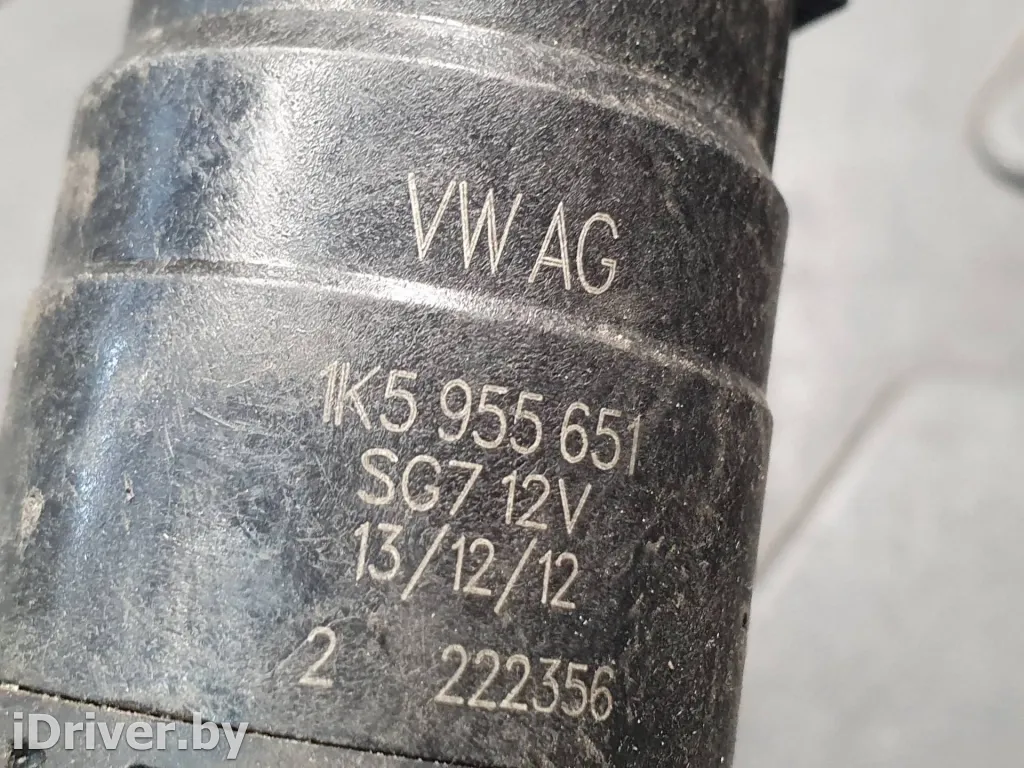 VW AG
1K5 955 651
SG7 12V
13/12/12
2 222356
iDriver.by